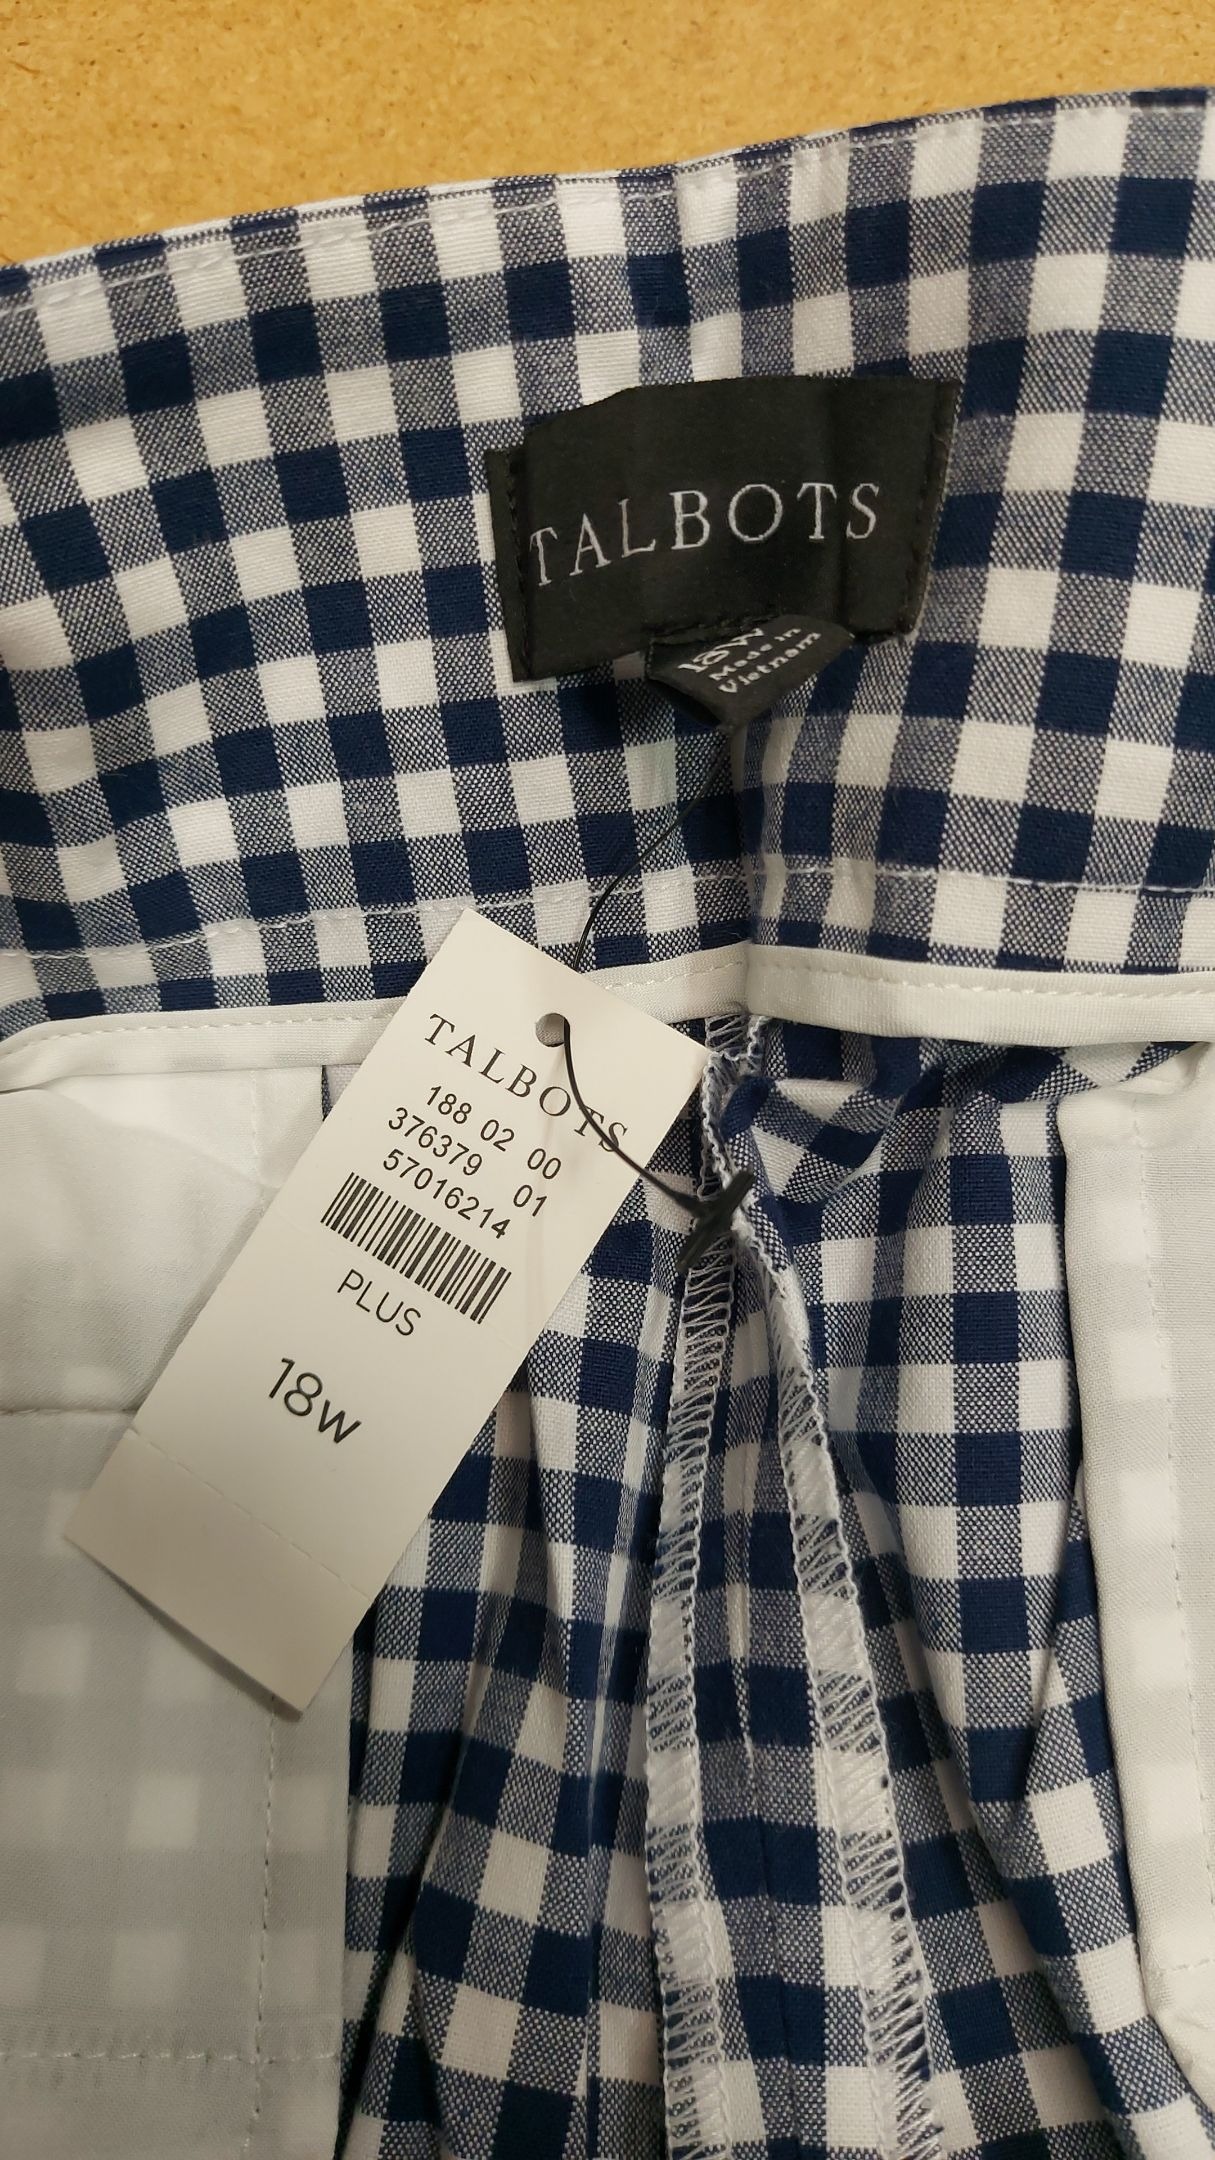 TALBOTS
18W
Made in
Vietnam
TALBOTS
188 02 00
376379 01
57016214
PLUS
18w